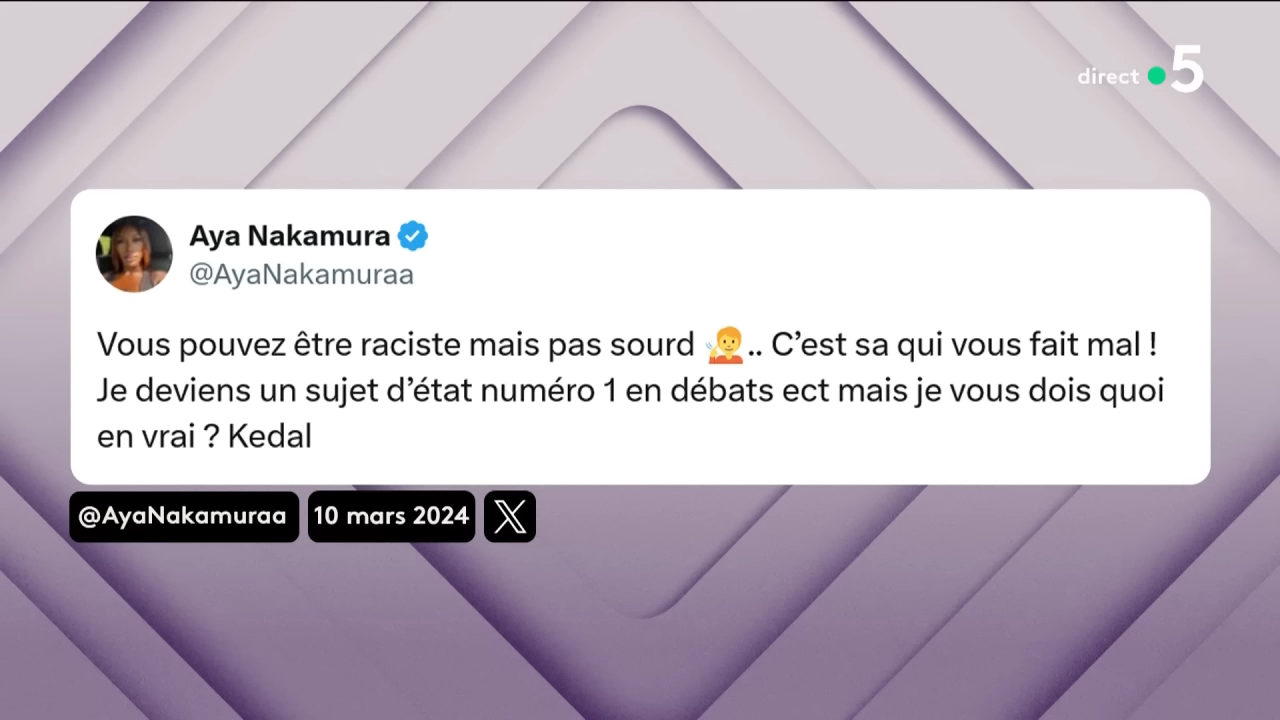 direct 5
Aya Nakamura
@AyaNakamuraa
Vous pouvez être raciste mais pas sourd 🧏.. C’est sa qui vous fait mal !
Je deviens un sujet d’état numéro 1 en débats ect mais je vous dois quoi
en vrai ? Kedal
@AyaNakamuraa 10 mars 2024 X